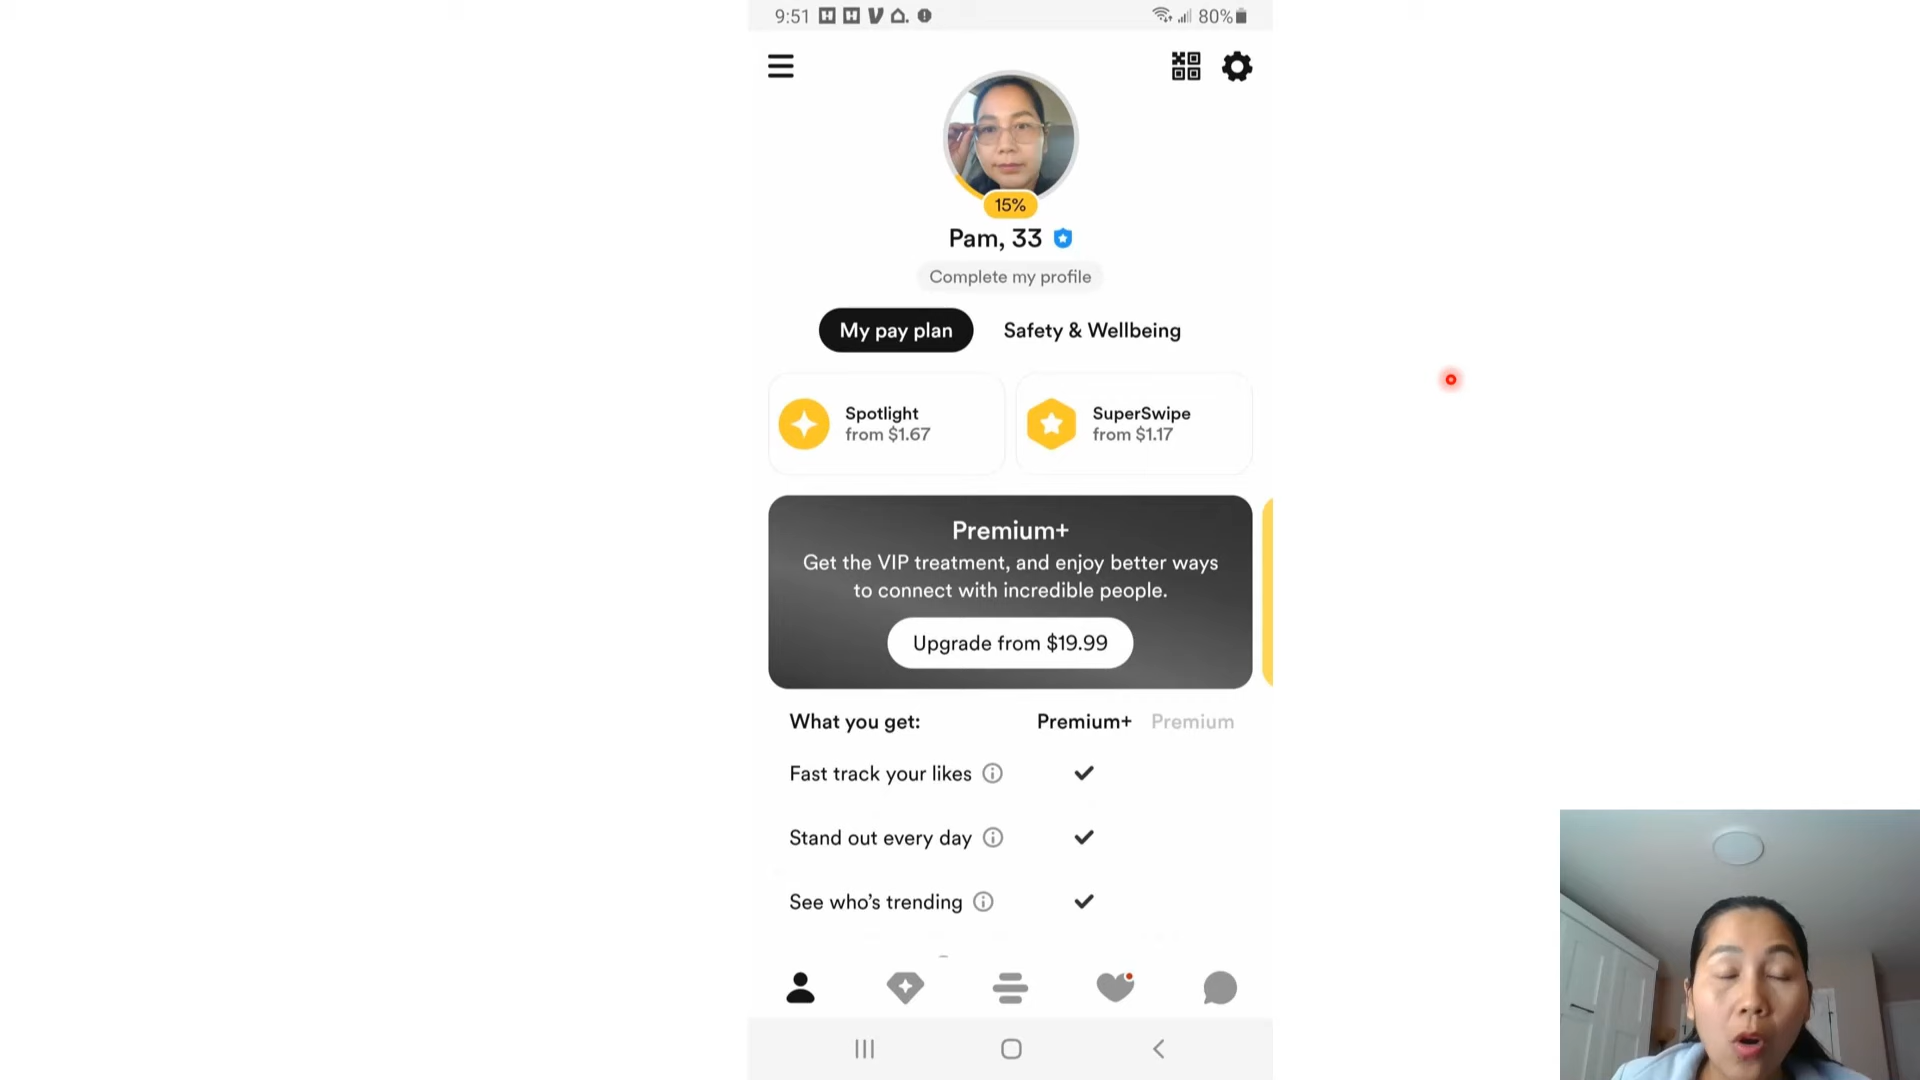 9:51 80%
15%
Pam, 33
Complete my profile
My pay plan Safety & Wellbeing
Spotlight
from $1.67
SuperSwipe
from $1.17
Premium+
Get the VIP treatment, and enjoy better ways
to connect with incredible people.
Upgrade from $19.99
What you get: Premium+ Premium
Fast track your likes
Stand out every day
See who's trending